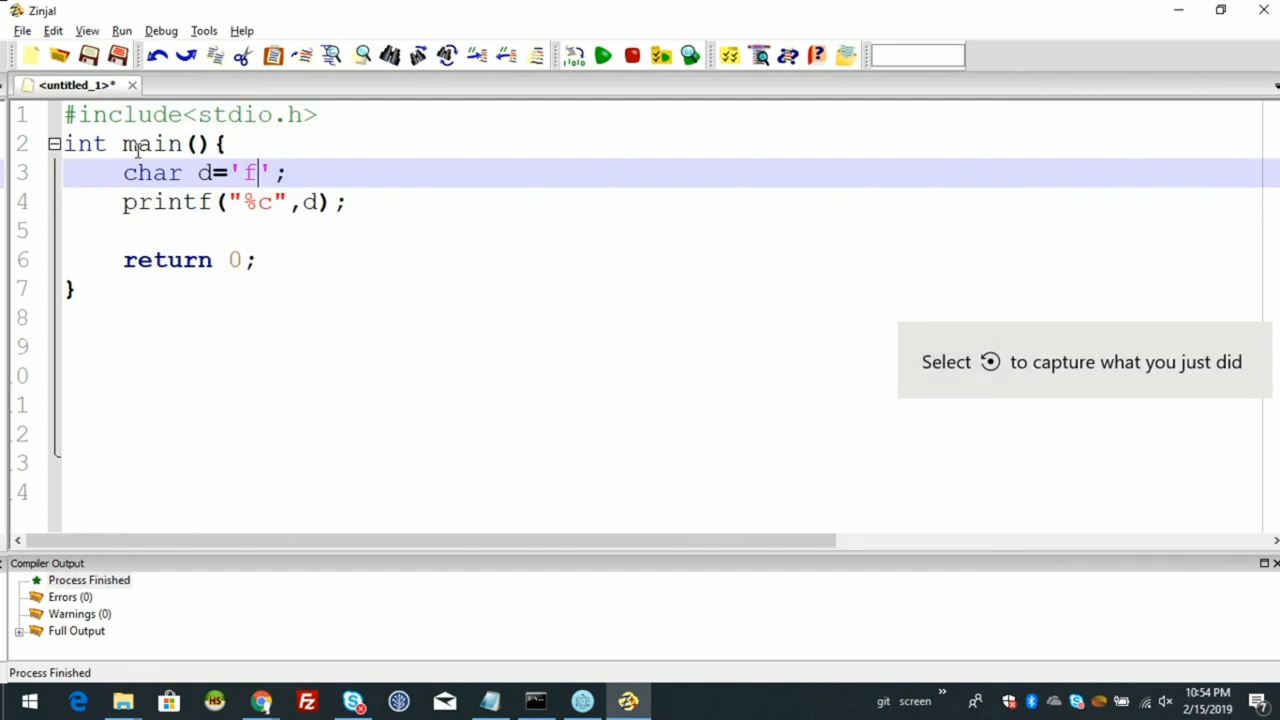 Zinjal
File Edit View Run Debug Tools Help
<untitled_1>*
1 #include<stdio.h>
2 int main(){
3 char d='f';
4 printf("%c",d);
5
6 return 0;
7 }
8
9
0
1
2
3
4
Select to capture what you just did
Compiler Output
Process Finished
Errors (0)
Warnings (0)
Full Output
Process Finished
git screen
10:54 PM
2/15/2019